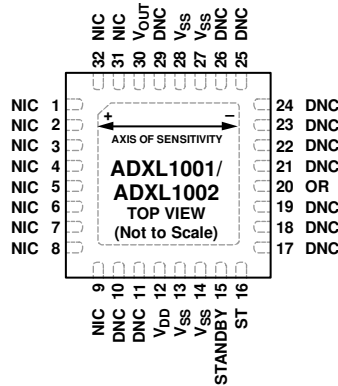 32 NIC
31 NIC
30 VOUT
29 DNC
28 VSS
27 VSS
26 DNC
25 DNC
NIC 1
NIC 2
NIC 3
NIC 4
NIC 5
NIC 6
NIC 7
NIC 8
+ −
AXIS OF SENSITIVITY
ADXL1001/
ADXL1002
TOP VIEW
(Not to Scale)
24 DNC
23 DNC
22 DNC
21 DNC
20 OR
19 DNC
18 DNC
17 DNC
NIC 9
DNC 10
DNC 11
VDD 12
VSS 13
VSS 14
STANDBY 15
ST 16